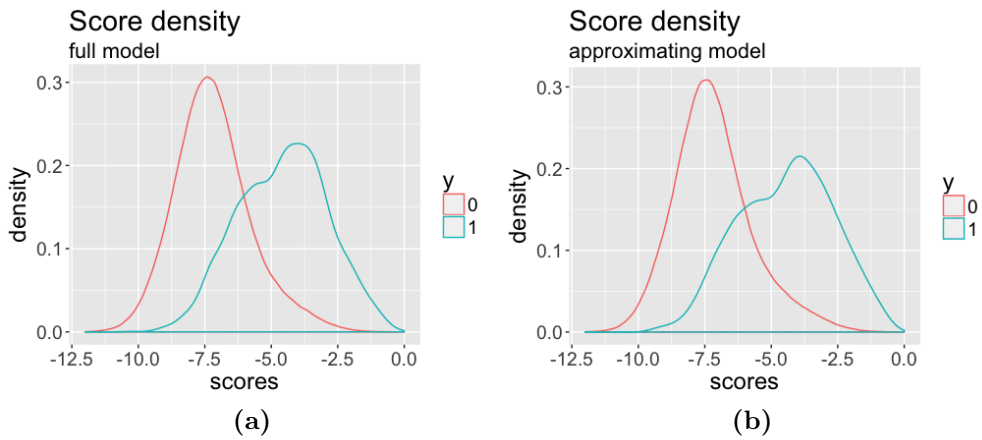 Score density
full model
0.3
0.2
0.1
0.0
density
-12.5 -10.0 -7.5 -5.0 -2.5 0.0
scores
y
0
1
(a)
Score density
approximating model
0.3
0.2
0.1
0.0
density
-12.5 -10.0 -7.5 -5.0 -2.5 0.0
scores
y
0
1
(b)